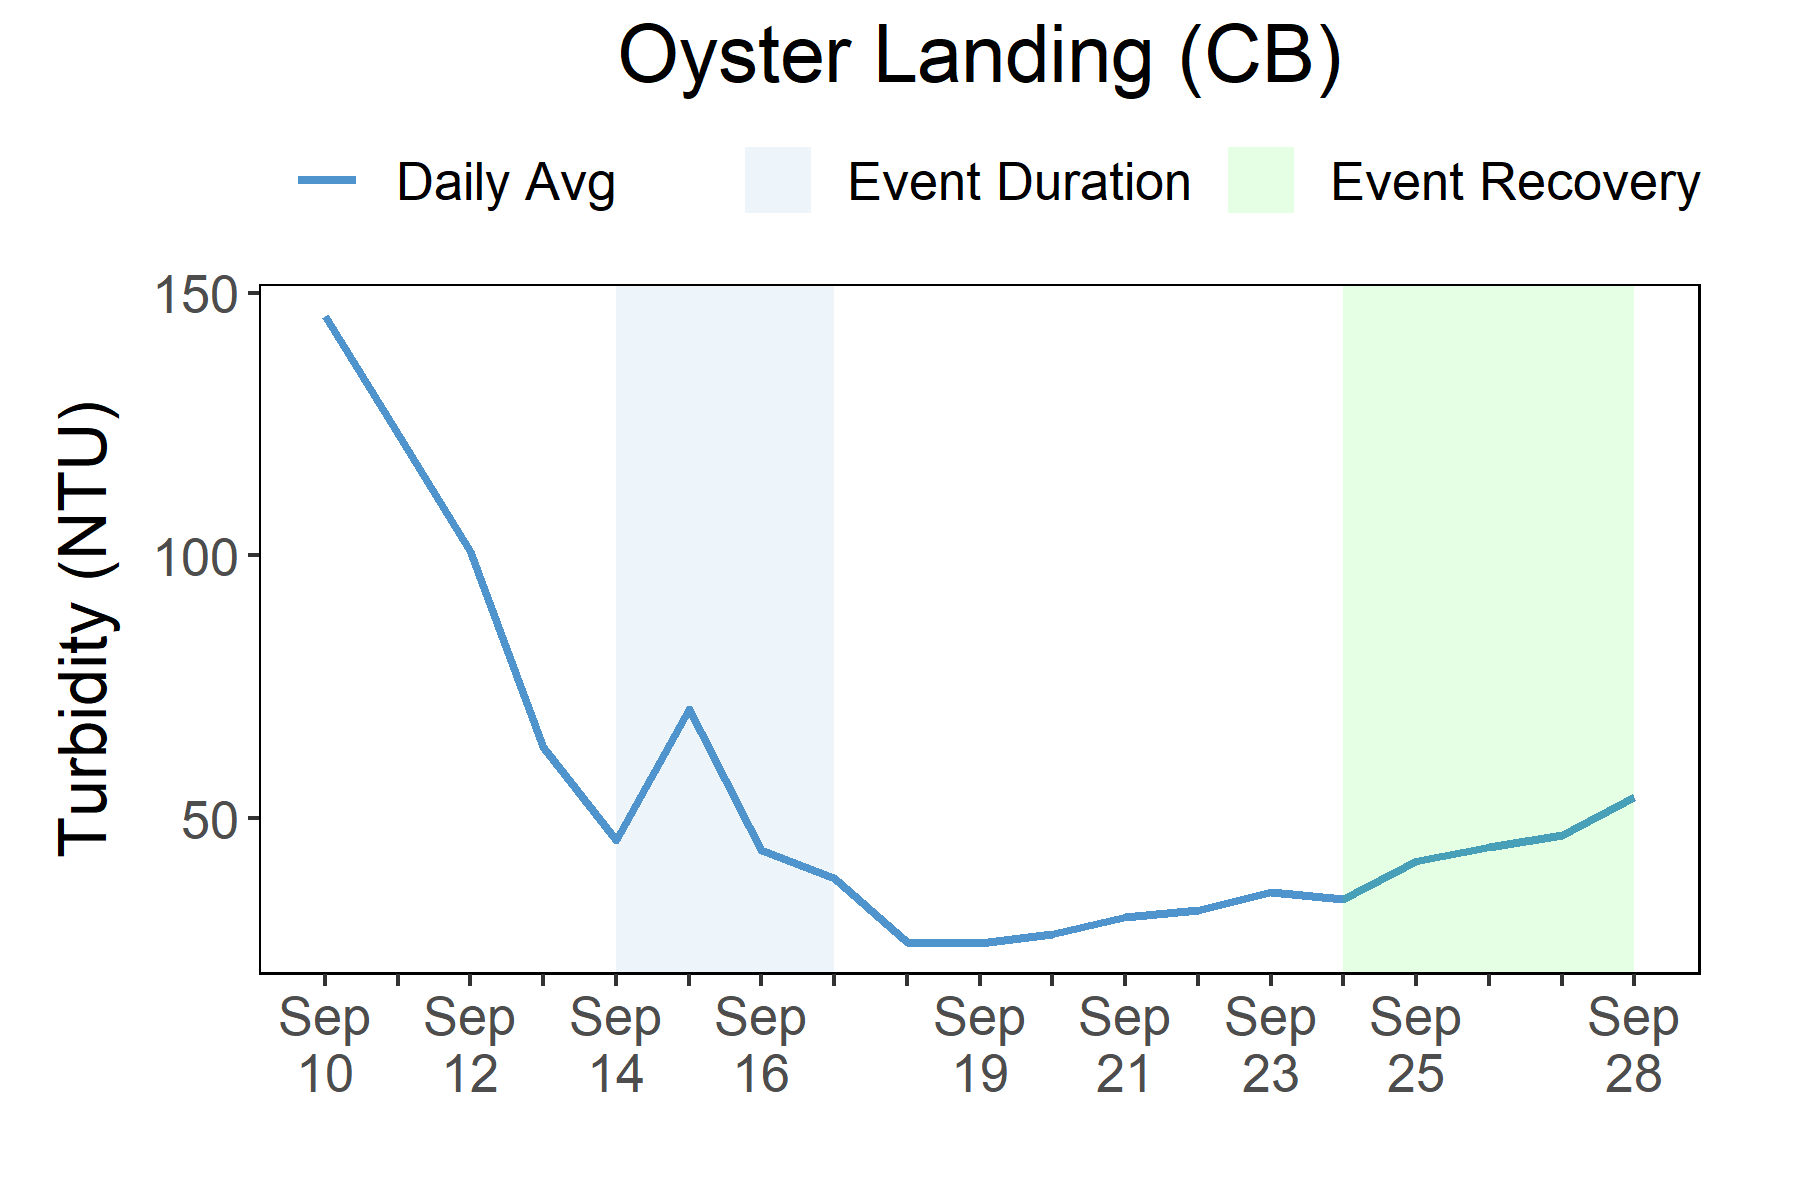 Oyster Landing (CB)
Daily Avg Event Duration Event Recovery
Turbidity (NTU)
150
100
50
Sep Sep Sep Sep Sep Sep Sep Sep Sep
10 12 14 16 19 21 23 25 28